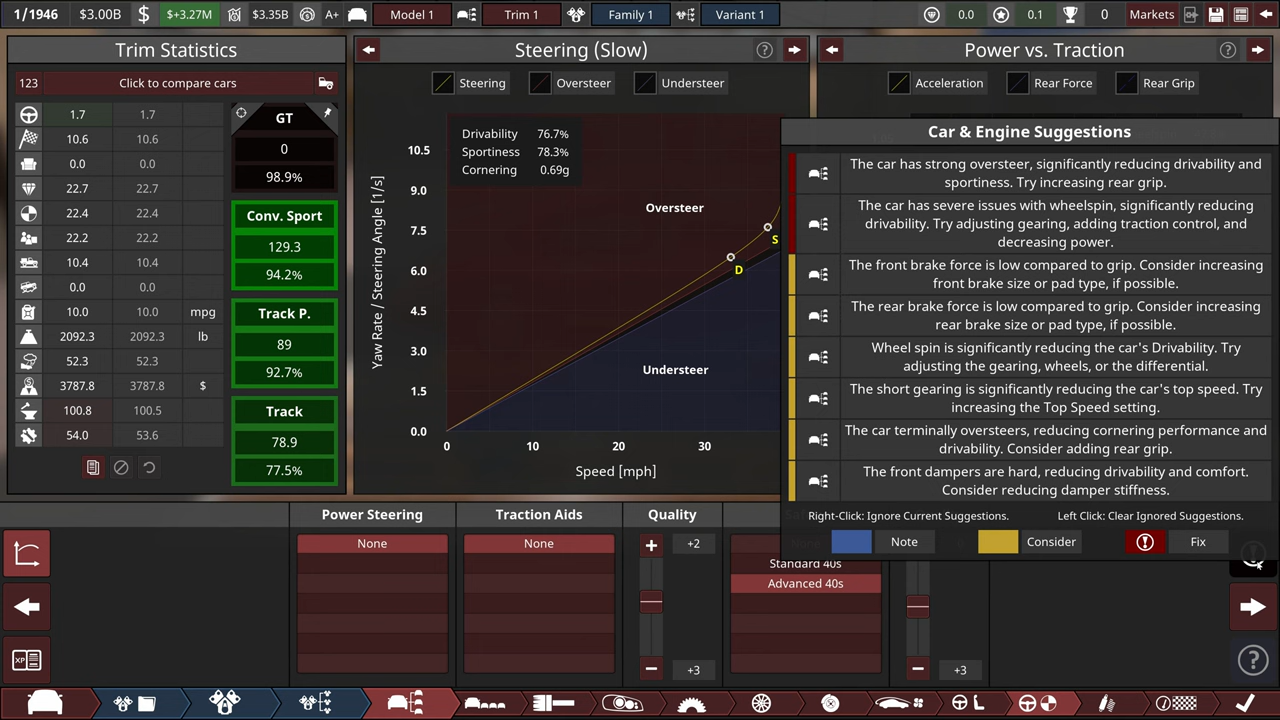 1/1946 $3.00B $+3.27M $3.35B A+ Model 1 Trim 1 Family 1 Variant 1 0.0 0.1 0 Markets
Trim Statistics
123 Click to compare cars
1.7 1.7
10.6 10.6
0.0 0.0
22.7 22.7
22.4 22.4
22.2 22.2
10.4 10.4
0.0 0.0
10.0 10.0 mpg
2092.3 2092.3 lb
52.3 52.3
3787.8 3787.8 $
100.8 100.5
54.0 53.6
GT
0
98.9%
Conv. Sport
129.3
94.2%
Track P.
89
92.7%
Track
78.9
77.5%
Steering (Slow)
Steering Oversteer Understeer
Drivability 76.7%
Sportiness 78.3%
Cornering 0.69g
Yaw Rate / Steering Angle [1/s]
10.5
9.0
7.5
6.0
4.5
3.0
1.5
0.0
Oversteer
S
D
Understeer
0 10 20 30
Speed [mph]
Power vs. Traction
Acceleration Rear Force Rear Grip
Car & Engine Suggestions
The car has strong oversteer, significantly reducing drivability and
sportiness. Try increasing rear grip.
The car has severe issues with wheelspin, significantly reducing
drivability. Try adjusting gearing, adding traction control, and
decreasing power.
The front brake force is low compared to grip. Consider increasing
front brake size or pad type, if possible.
The rear brake force is low compared to grip. Consider increasing
rear brake size or pad type, if possible.
Wheel spin is significantly reducing the car's Drivability. Try
adjusting the gearing, wheels, or the differential.
The short gearing is significantly reducing the car's top speed. Try
increasing the Top Speed setting.
The car terminally oversteers, reducing cornering performance and
drivability. Consider adding rear grip.
The front dampers are hard, reducing drivability and comfort.
Consider reducing damper stiffness.
Right-Click: Ignore Current Suggestions. Left Click: Clear Ignored Suggestions.
Note Consider Fix
Power Steering
None
Traction Aids
None
Quality
+2
+3
Standard 40s
Advanced 40s
+3
XP